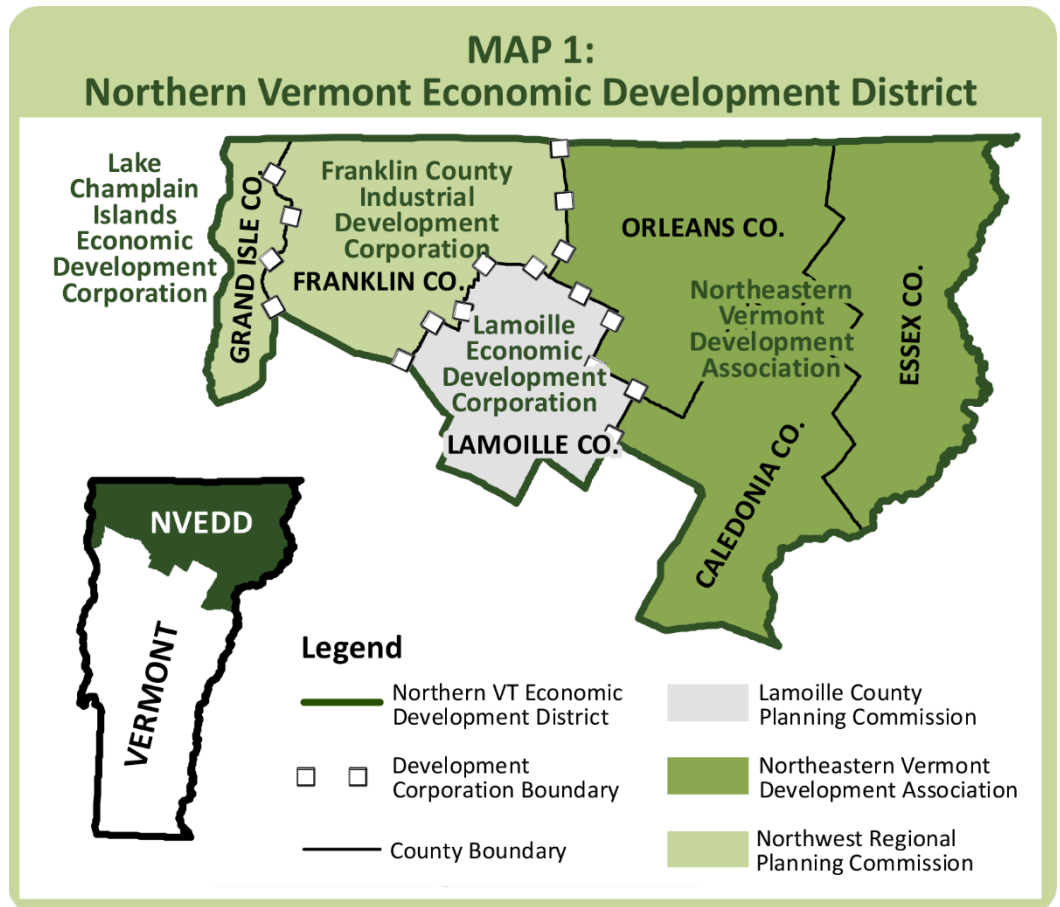 MAP 1:
Northern Vermont Economic Development District
Lake
Champlain
Islands
Economic
Development
Corporation
GRAND ISLE CO.
Franklin County
Industrial
Development
Corporation
FRANKLIN CO.
Lamoille
Economic
Development
Corporation
LAMOILLE CO.
ORLEANS CO.
Northeastern
Vermont
Development
Association
ESSEX CO.
CALEDONIA CO.
NVEDD
VERMONT
Legend
Northern VT Economic
Development District
Development
Corporation Boundary
County Boundary
Lamoille County
Planning Commission
Northeastern Vermont
Development Association
Northwest Regional
Planning Commission